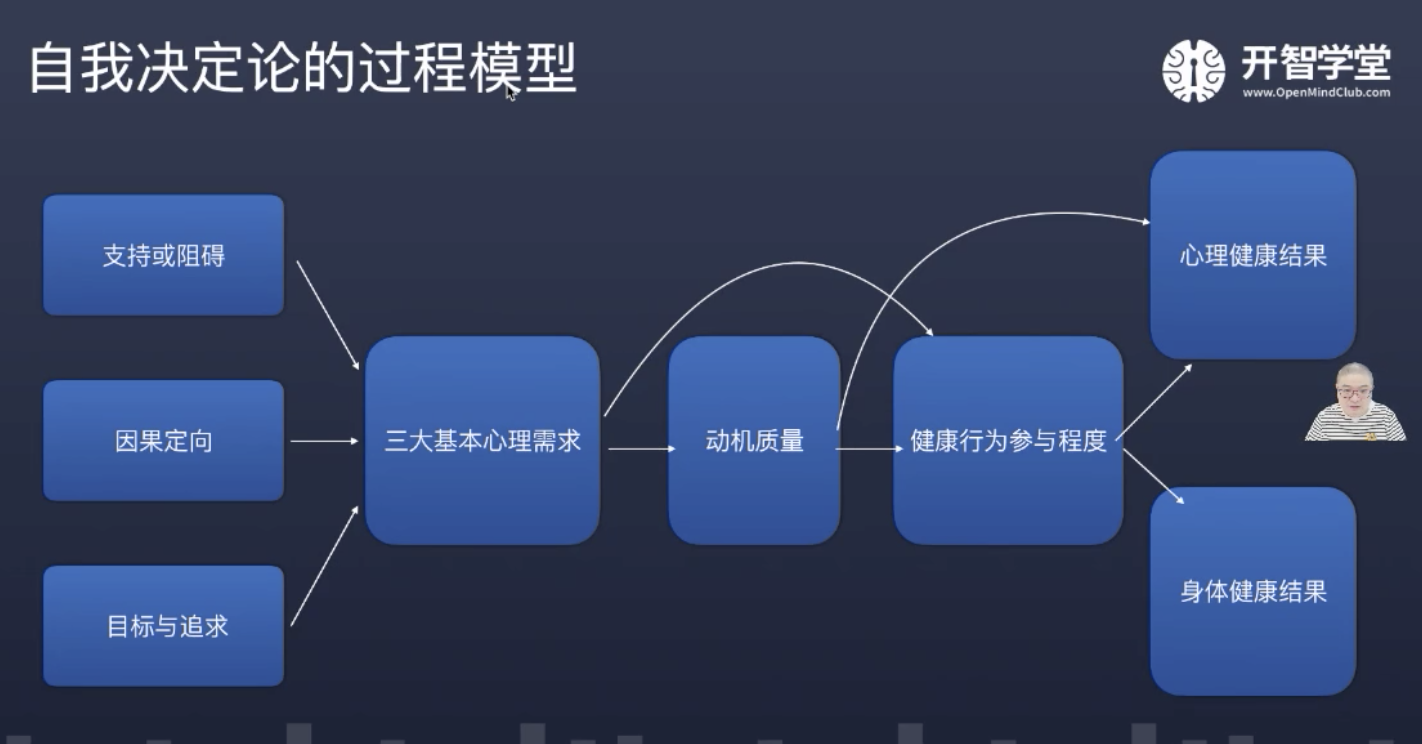 自我决定论的过程模型
开智学堂
www.OpenMindClub.com
支持或阻碍
因果定向
目标与追求
三大基本心理需求
动机质量
健康行为参与程度
心理健康结果
身体健康结果